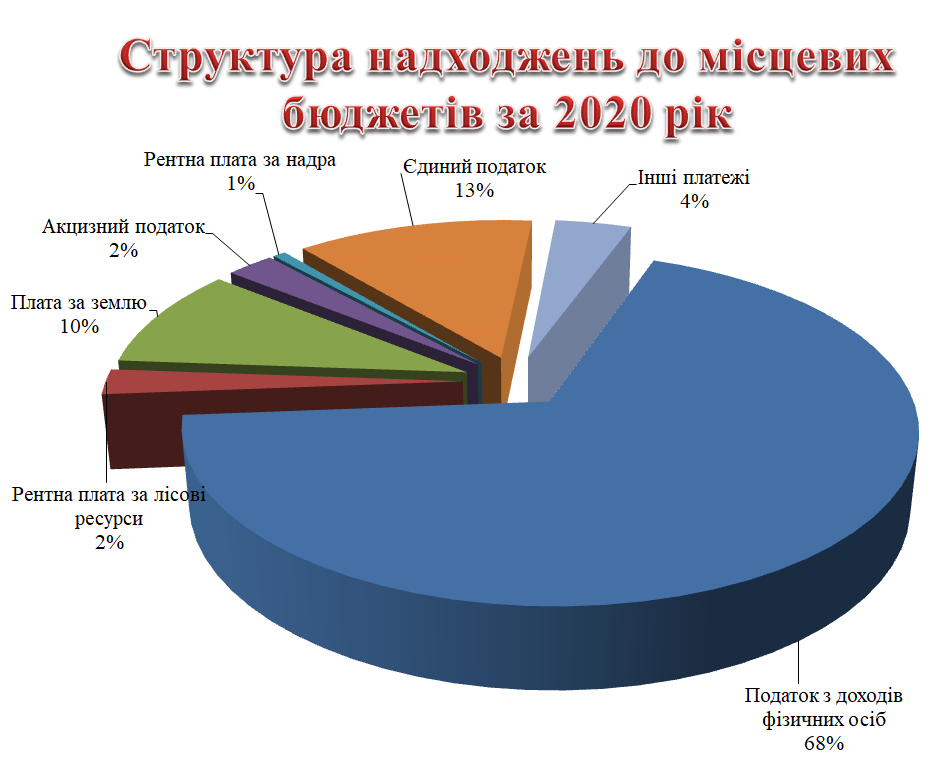 Структура надходжень до місцевих
бюджетів за 2020 рік
Рентна плата за надра
1%
Єдиний податок
13%
Інші платежі
4%
Акцизний податок
2%
Плата за землю
10%
Рентна плата за лісові
ресурси
2%
Податок з доходів
фізичних осіб
68%